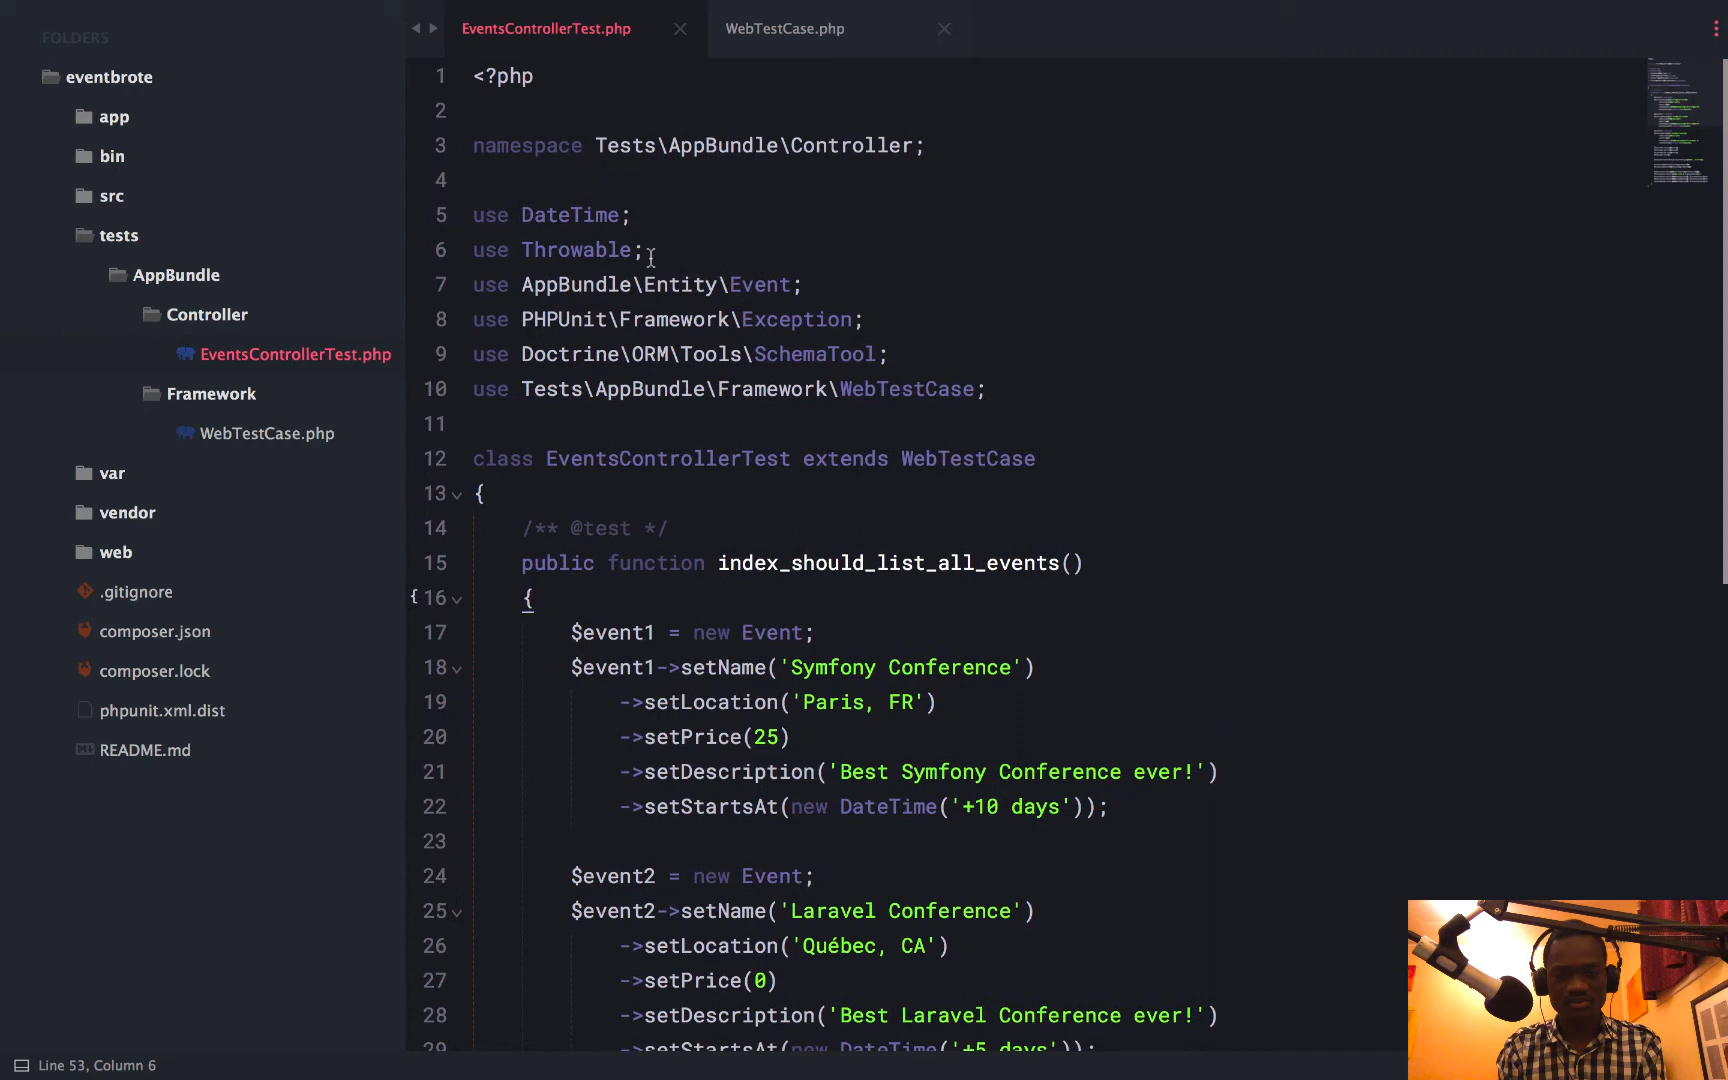 FOLDERS
eventbrote
app
bin
src
tests
AppBundle
Controller
EventsControllerTest.php
Framework
WebTestCase.php
var
vendor
web
.gitignore
composer.json
composer.lock
phpunit.xml.dist
README.md
EventsControllerTest.php
WebTestCase.php
1 <?php
2
3 namespace Tests\AppBundle\Controller;
4
5 use DateTime;
6 use Throwable;
7 use AppBundle\Entity\Event;
8 use PHPUnit\Framework\Exception;
9 use Doctrine\ORM\Tools\SchemaTool;
10 use Tests\AppBundle\Framework\WebTestCase;
11
12 class EventsControllerTest extends WebTestCase
13 {
14 /** @test */
15 public function index_should_list_all_events()
{ 16 {
17 $event1 = new Event;
18 $event1->setName('Symfony Conference')
19 ->setLocation('Paris, FR')
20 ->setPrice(25)
21 ->setDescription('Best Symfony Conference ever!')
22 ->setStartsAt(new DateTime('+10 days'));
23
24 $event2 = new Event;
25 $event2->setName('Laravel Conference')
26 ->setLocation('Québec, CA')
27 ->setPrice(0)
28 ->setDescription('Best Laravel Conference ever!')
29 ->setStartsAt(new DateTime('+5 days'));
Line 53, Column 6